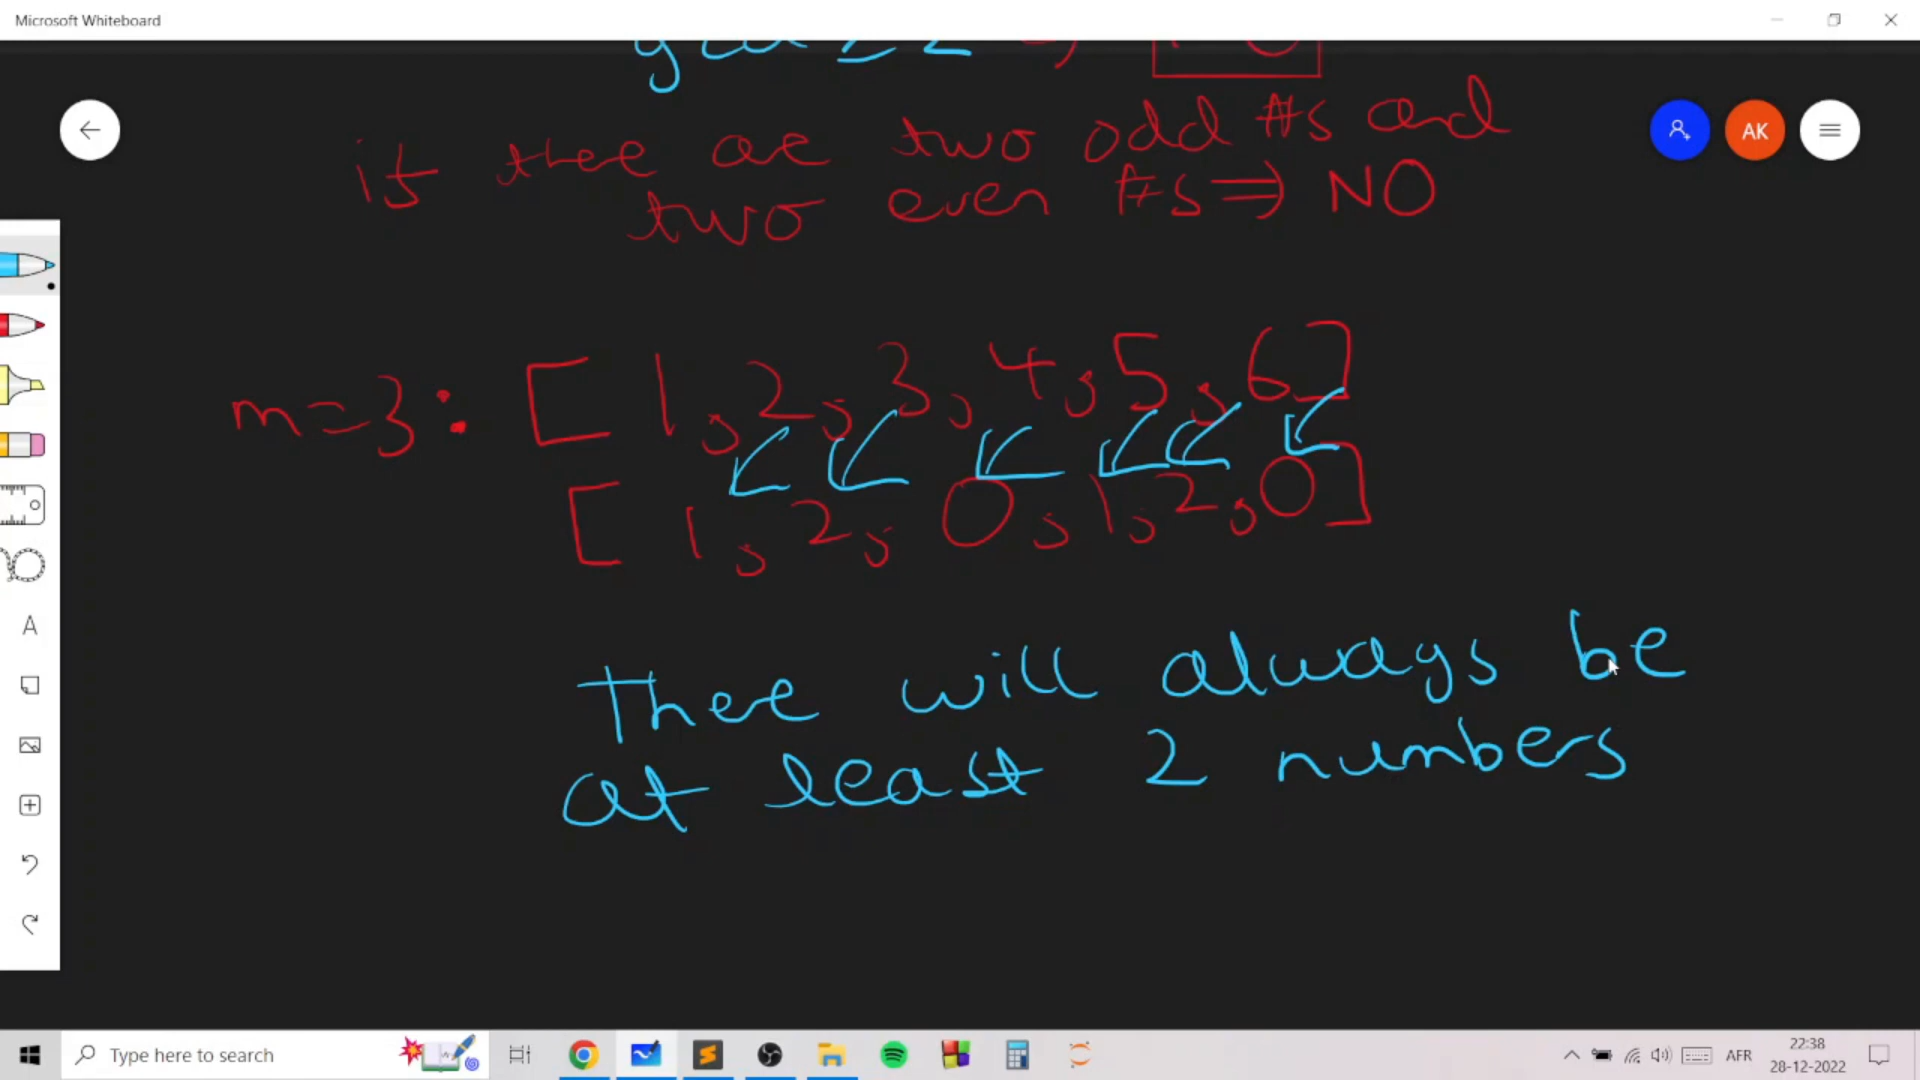 Microsoft Whiteboard
gcd ≥ 2 ⇒
if thee ae two odd #s and
two even #s ⇒ NO
AK
m=3: [1, 2, 3, 4, 5, 6]
[1, 2, 0, 1, 2, 0]
Thee will always be
at least 2 numbers
A
Type here to search
AFR
22:38
28-12-2022